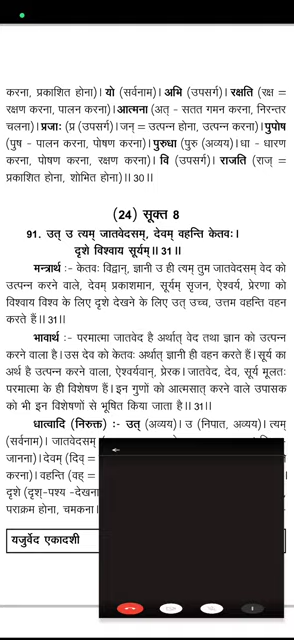 करना, प्रकाशित होना)। यो (सर्वनाम)। अभि (उपसर्ग)। रक्षति (रक्ष =
रक्षण करना, पालन करना)। आत्मना (अत् - सतत गमन करना, निरन्तर
चलना)। प्रजाः (प्र (उपसर्ग)। जन् = उत्पन्न होना, उत्पन्न करना)। पुपोष
(पुष - पालन करना, पोषण करना)। पुरुधा (पुरु (अव्यय)। धा - धारण
करना, पोषण करना, रक्षण करना)। वि (उपसर्ग)। राजति (राज् =
प्रकाशित होना, शोभित होना)।।30।।
(24) सूक्त 8
91. उत् उ त्यम् जातवेदसम्, देवम् वहन्ति केतवः।
दृशे विश्वाय सूर्यम्।।31।।
मन्त्रार्थ :- केतवः विद्वान्, ज्ञानी उ ही त्यम् तुम जातवेदसम् वेद को
उत्पन्न करने वाले, देवम् प्रकाशमान, सूर्यम् सृजन, ऐश्वर्य, प्रेरणा को
विश्वाय विश्व के लिए दृशे देखने के लिए उत् उच्च, उत्तम वहन्ति वहन
करते हैं।।31।।
भावार्थ :- परमात्मा जातवेद है अर्थात् वेद तथा ज्ञान को उत्पन्न
करने वाला है। उस देव को केतवः अर्थात् ज्ञानी ही वहन करते हैं। सूर्य का
अर्थ है उत्पन्न करने वाला, ऐश्वर्यवान्, प्रेरक। जातवेद, देव, सूर्य मूलतः
परमात्मा के ही विशेषण हैं। इन गुणों को आत्मसात् करने वाले उपासक
को भी इन विशेषणों से भूषित किया जाता है।।31।।
धात्वादि (निरुक्त) :- उत् (अव्यय)। उ (निपात, अव्यय)। त्यम्
(सर्वनाम)। जातवेदसम्
जानना)। देवम् (दिव् =
करना)। वहन्ति (वह् =
दृशे (दृश्-पश्य -देखना
पराक्रम होना, चमकना।
यजुर्वेद एकादशी